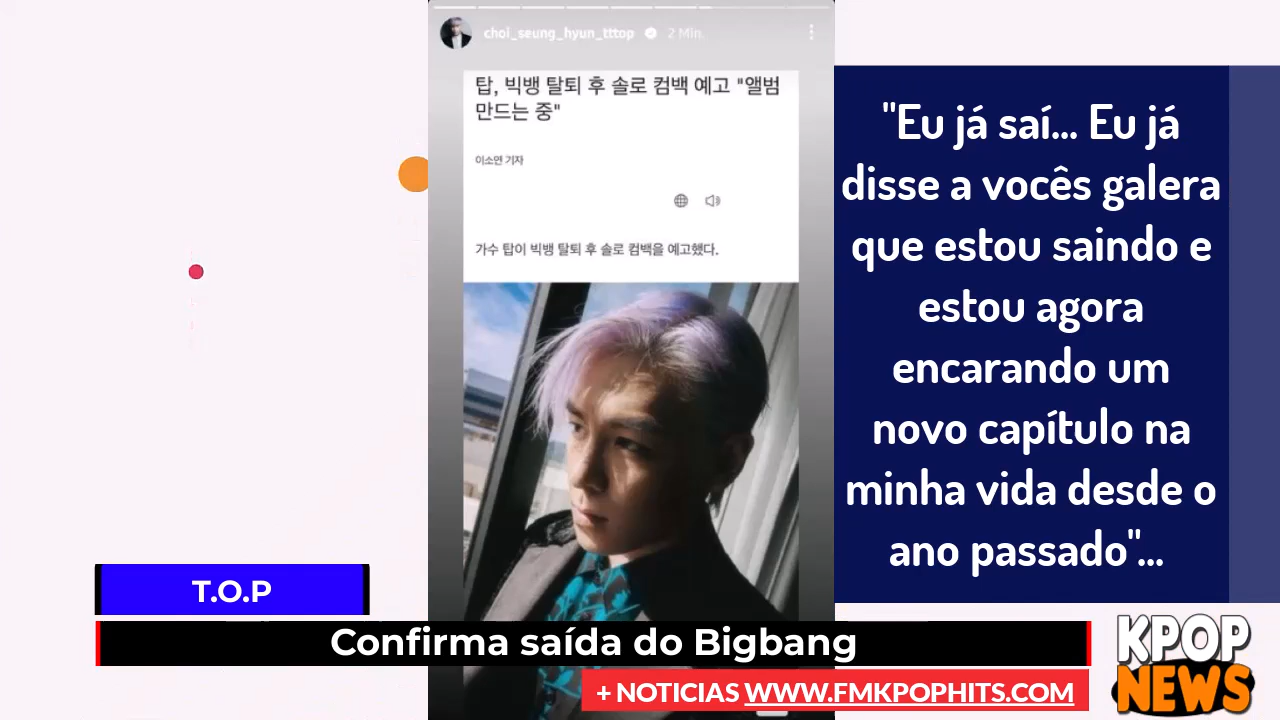 choi_seung_hyun_tttop 2 Min.
탑, 빅뱅 탈퇴 후 솔로 컴백 예고 "앨범
만드는 중"
이소연 기자
가수 탑이 빅뱅 탈퇴 후 솔로 컴백을 예고했다.
"Eu já saí... Eu já
disse a vocês galera
que estou saindo e
estou agora
encarando um
novo capítulo na
minha vida desde o
ano passado"...
T.O.P
Confirma saída do Bigbang
+ NOTICIAS WWW.FMKPOPHITS.COM
KPOP
NEWS